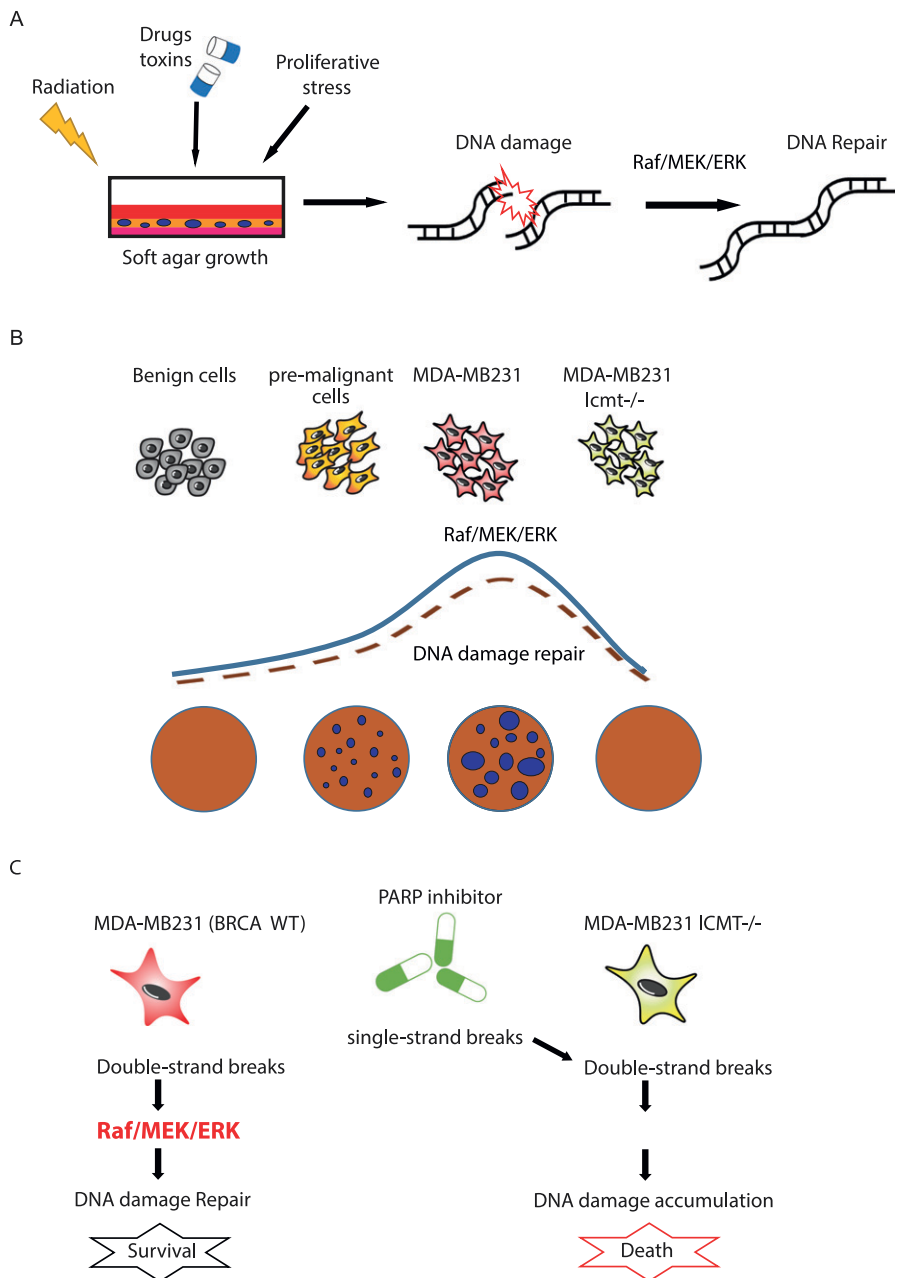 A
Drugs
toxins
Proliferative
stress
Radiation
DNA damage
Raf/MEK/ERK
DNA Repair
Soft agar growth
B
Benign cells
pre-malignant
cells
MDA-MB231
MDA-MB231
Icmt-/-
Raf/MEK/ERK
DNA damage repair
C
PARP inhibitor
MDA-MB231 (BRCA WT)
MDA-MB231 ICMT-/-
single-strand breaks
Double-strand breaks
Double-strand breaks
Raf/MEK/ERK
DNA damage Repair
DNA damage accumulation
Survival
Death